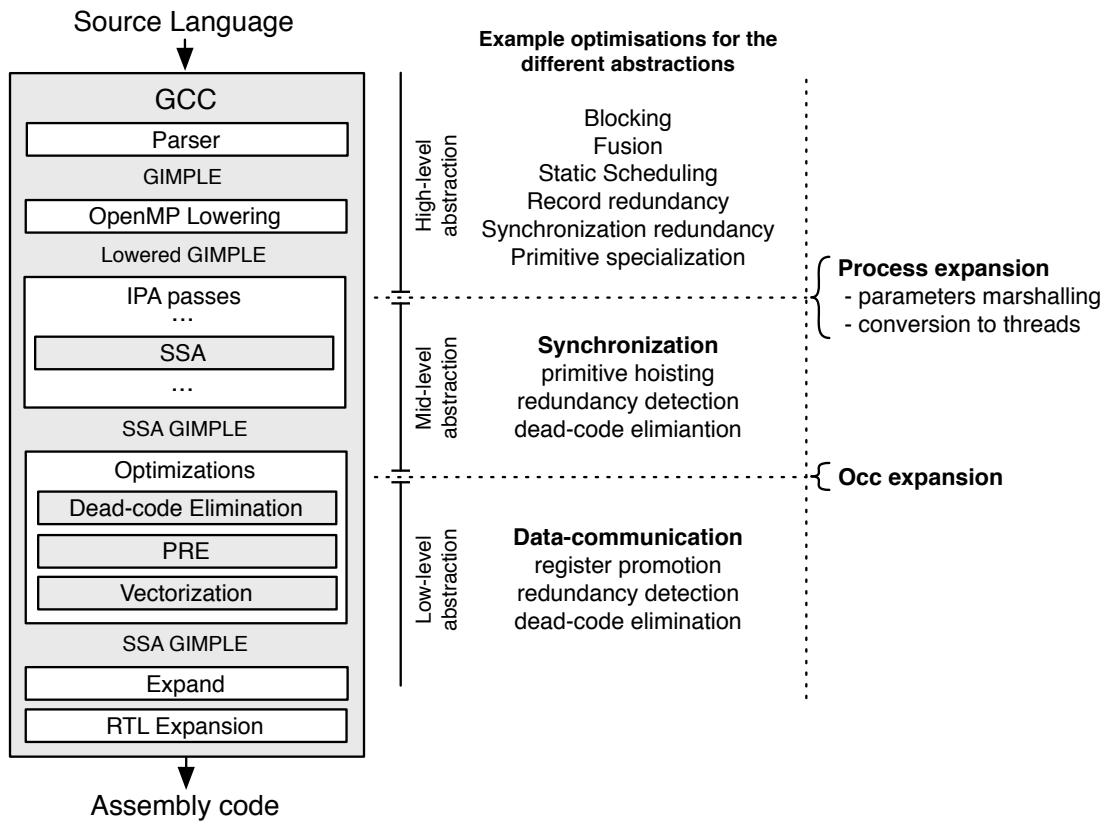 Source Language
GCC
Parser
GIMPLE
OpenMP Lowering
Lowered GIMPLE
IPA passes
...
SSA
...
SSA GIMPLE
Optimizations
Dead-code Elimination
PRE
Vectorization
SSA GIMPLE
Expand
RTL Expansion
Assembly code
High-level
abstraction
Mid-level
abstraction
Low-level
abstraction
Example optimisations for the
different abstractions
Blocking
Fusion
Static Scheduling
Record redundancy
Synchronization redundancy
Primitive specialization
Synchronization
primitive hoisting
redundancy detection
dead-code elimiantion
Data-communication
register promotion
redundancy detection
dead-code elimination
Process expansion
- parameters marshalling
- conversion to threads
Occ expansion